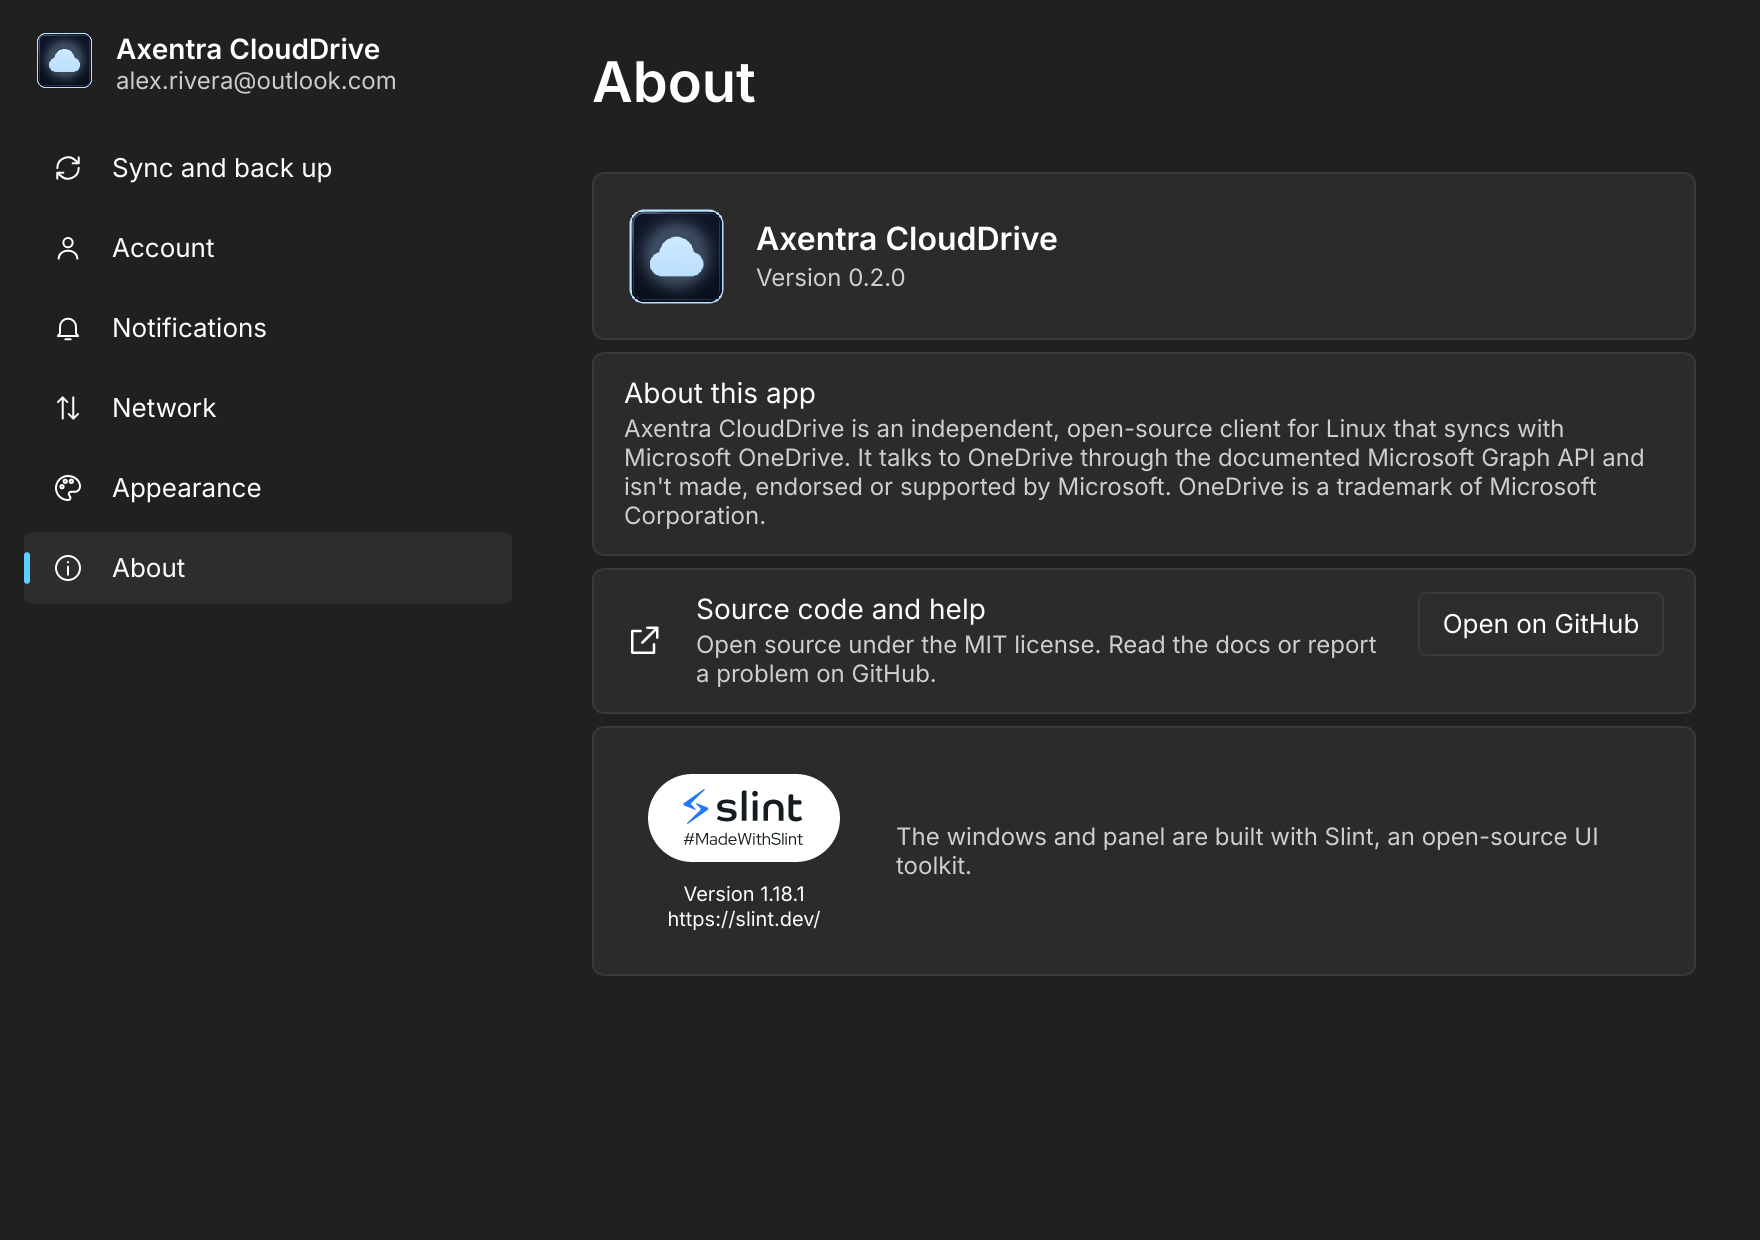 Axentra CloudDrive
alex.rivera@outlook.com
Sync and back up
Account
Notifications
Network
Appearance
About
About
Axentra CloudDrive
Version 0.2.0
About this app
Axentra CloudDrive is an independent, open-source client for Linux that syncs with
Microsoft OneDrive. It talks to OneDrive through the documented Microsoft Graph API and
isn't made, endorsed or supported by Microsoft. OneDrive is a trademark of Microsoft
Corporation.
Source code and help
Open source under the MIT license. Read the docs or report
a problem on GitHub.
Open on GitHub
slint
#MadeWithSlint
Version 1.18.1
https://slint.dev/
The windows and panel are built with Slint, an open-source UI
toolkit.